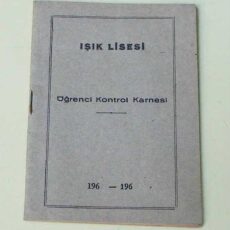 IŞIK LİSESİ
Öğrenci Kontrol Karnesi
196 — 196